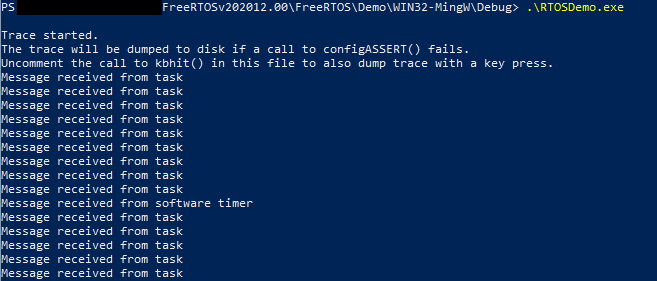 PS FreeRTOSv202012.00\FreeRTOS\Demo\WIN32-MingW\Debug> .\RTOSDemo.exe
Trace started.
The trace will be dumped to disk if a call to configASSERT() fails.
Uncomment the call to kbhit() in this file to also dump trace with a key press.
Message received from task
Message received from task
Message received from task
Message received from task
Message received from task
Message received from task
Message received from task
Message received from task
Message received from task
Message received from software timer
Message received from task
Message received from task
Message received from task
Message received from task
Message received from task